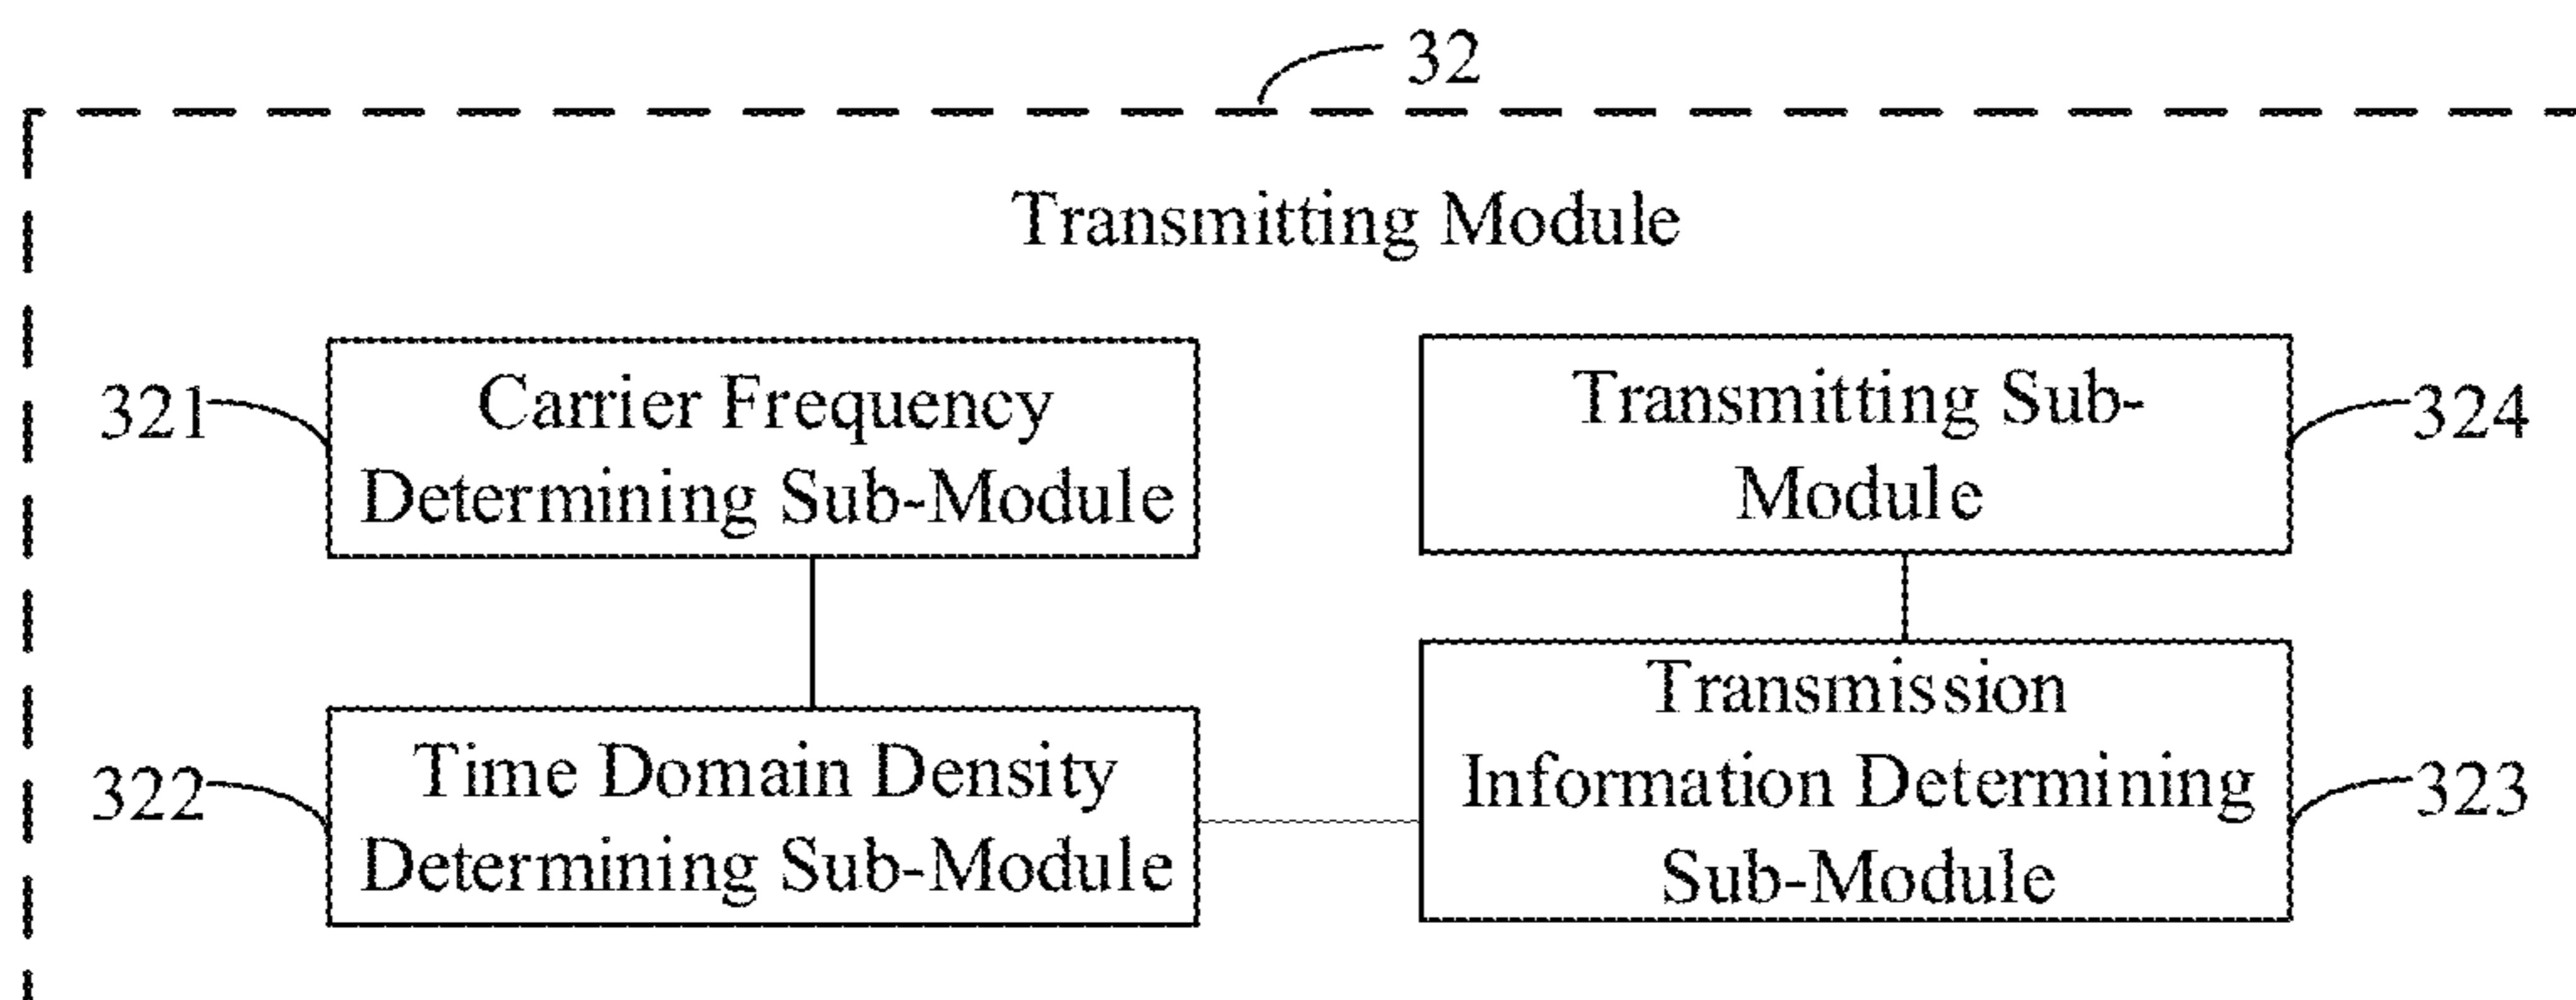 32
Transmitting Module
321
Carrier Frequency
Determining Sub-Module
Transmitting Sub-
Module
324
322
Time Domain Density
Determining Sub-Module
Transmission
Information Determining
Sub-Module
323